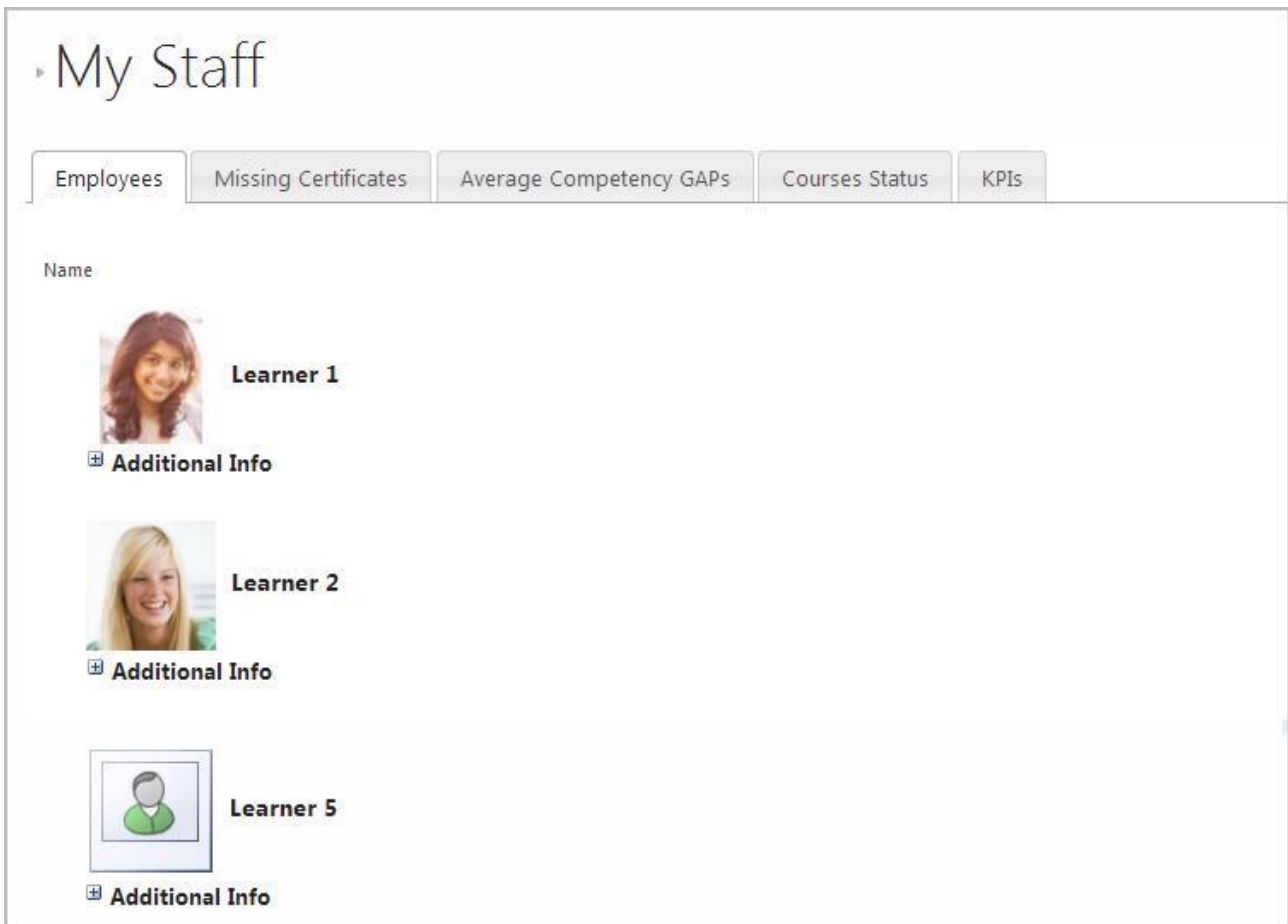 My Staff
Employees Missing Certificates Average Competency GAPs Courses Status KPIs
Name
Learner 1
Additional Info
Learner 2
Additional Info
Learner 5
Additional Info